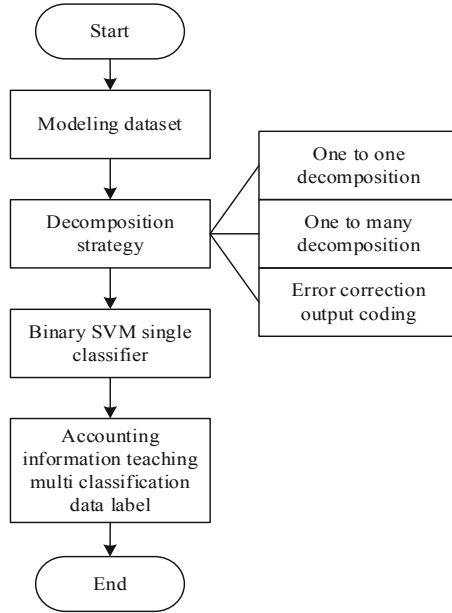 Start
Modeling dataset
Decomposition
strategy
One to one
decomposition
One to many
decomposition
Error correction
output coding
Binary SVM single
classifier
Accounting
information teaching
multi classification
data label
End